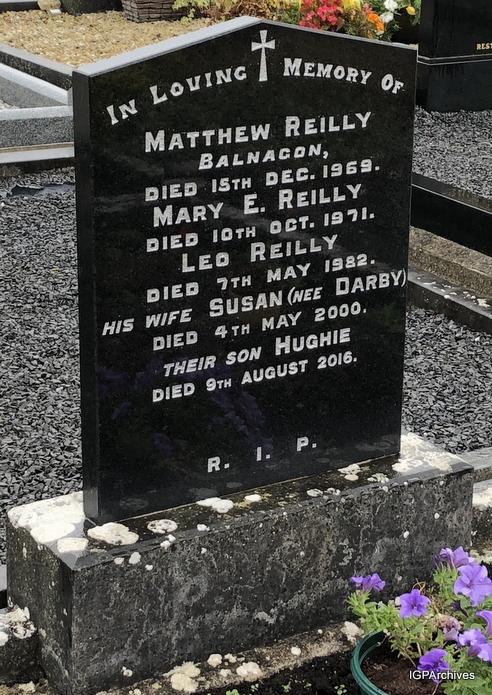 IN LOVING MEMORY OF
MATTHEW REILLY
BALNAGON,
DIED 15TH DEC. 1969.
MARY E. REILLY
DIED 10TH OCT. 1971.
LEO REILLY
DIED 7TH MAY 1982.
HIS WIFE SUSAN (NEE DARBY)
DIED 4TH MAY 2000.
THEIR SON HUGHIE
DIED 9TH AUGUST 2016.
R. I. P.
REST
IGPArchives